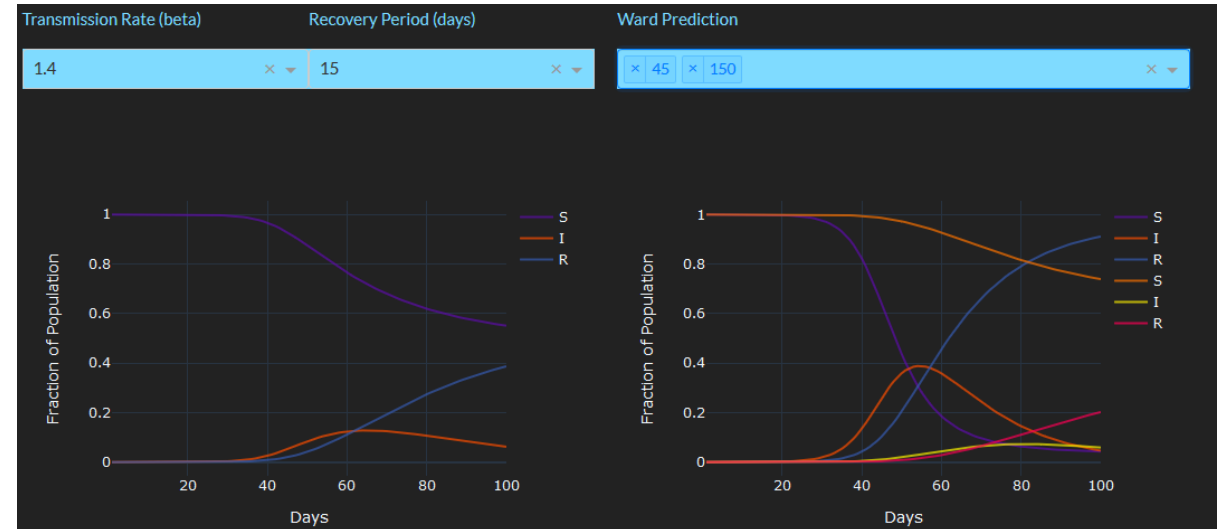 Transmission Rate (beta) Recovery Period (days) Ward Prediction
1.4 × 15 × × 45 × 150 ×
1
0.8
0.6
0.4
0.2
0
Fraction of Population
20 40 60 80 100
Days
S
I
R
1
0.8
0.6
0.4
0.2
0
Fraction of Population
20 40 60 80 100
Days
S
I
R
S
I
R